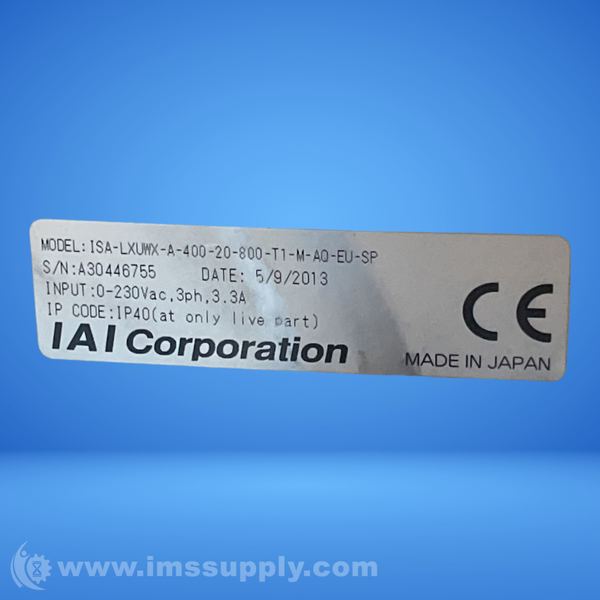 MODEL:ISA-LXUWX-A-400-20-800-T1-M-AQ-EU-SP
S/N:A30446755 DATE: 5/9/2013
INPUT:0-230Vac,3ph,3.3A
IP CODE:IP40(at only live part)
IAI Corporation
CE
MADE IN JAPAN
www.imssupply.com